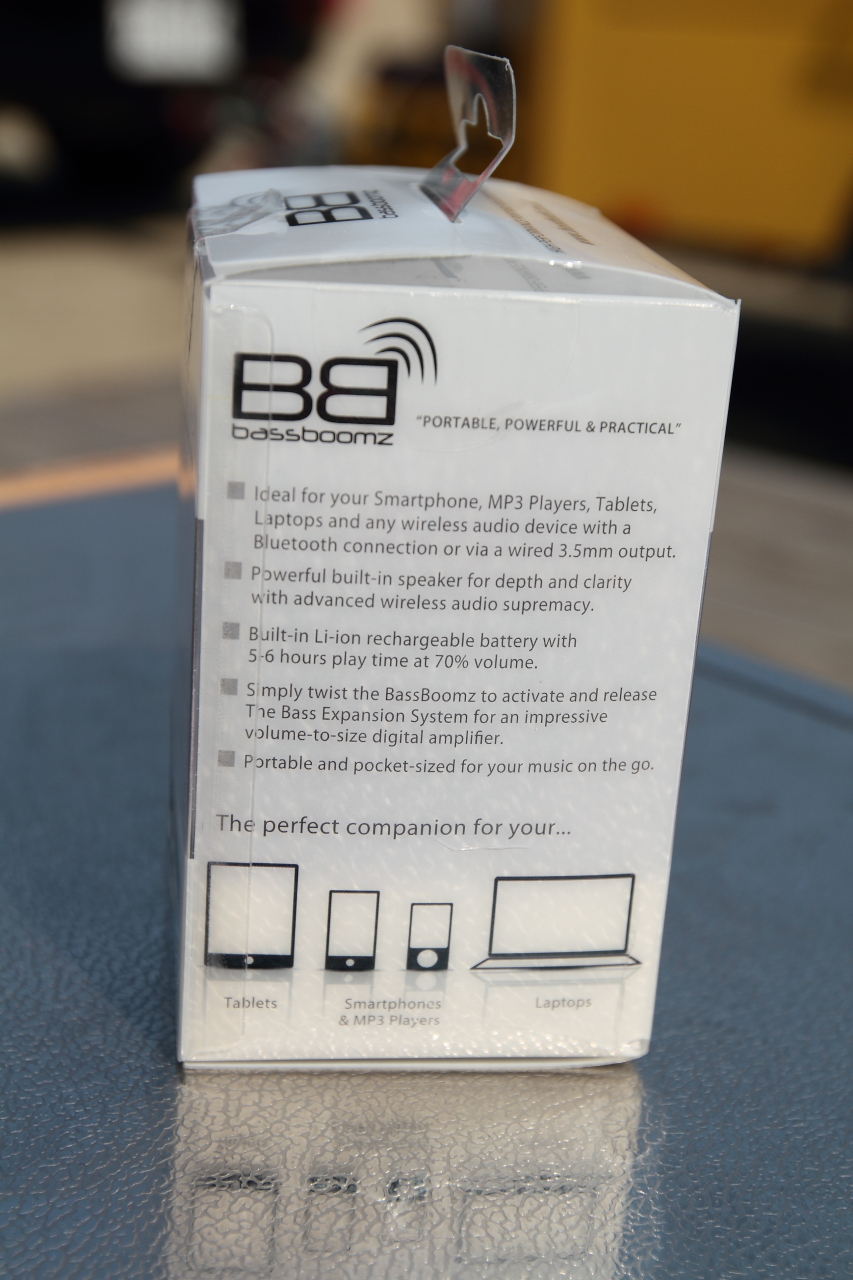 BB
bassboomz
BB
bassboomz
"PORTABLE, POWERFUL & PRACTICAL"
Ideal for your Smartphone, MP3 Players, Tablets,
Laptops and any wireless audio device with a
Bluetooth connection or via a wired 3.5mm output.
Powerful built-in speaker for depth and clarity
with advanced wireless audio supremacy.
Built-in Li-ion rechargeable battery with
5-6 hours play time at 70% volume.
Simply twist the BassBoomz to activate and release
The Bass Expansion System for an impressive
volume-to-size digital amplifier.
Portable and pocket-sized for your music on the go.
The perfect companion for your...
Tablets
Smartphones
& MP3 Players
Laptops